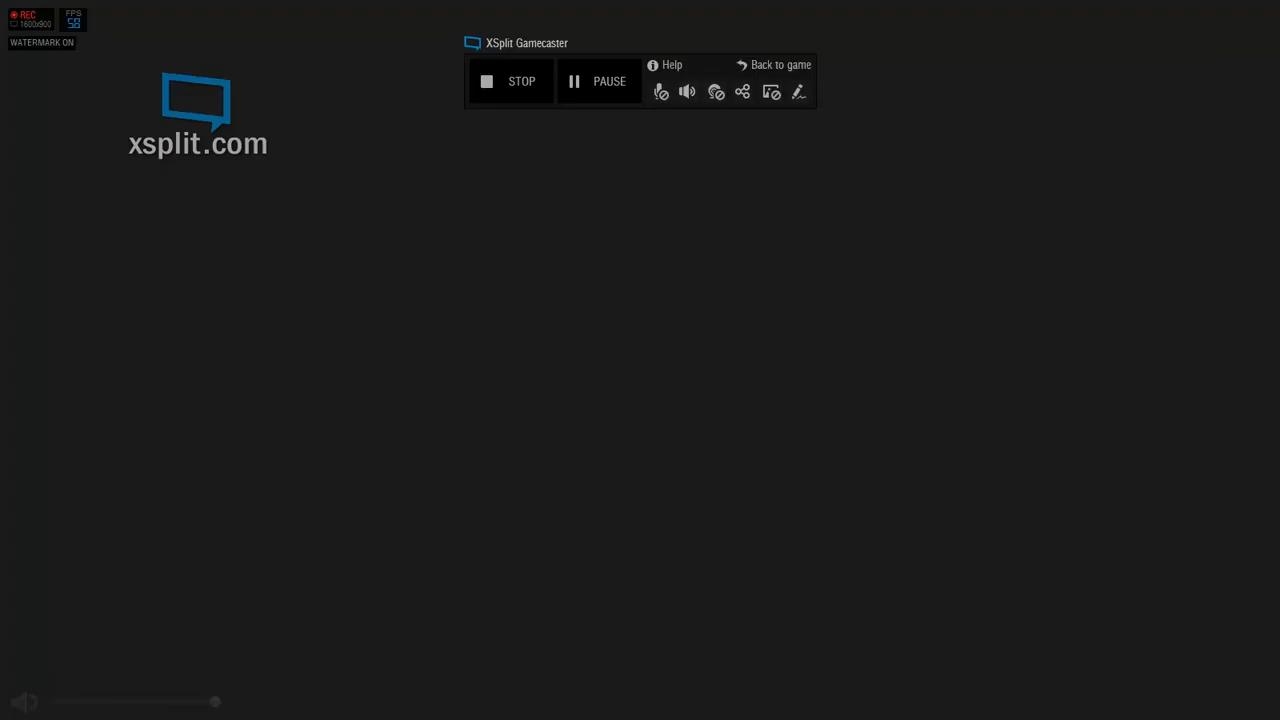 REC
1600x900
FPS
58
WATERMARK ON
XSplit Gamecaster
STOP
PAUSE
Help
Back to game
xsplit.com